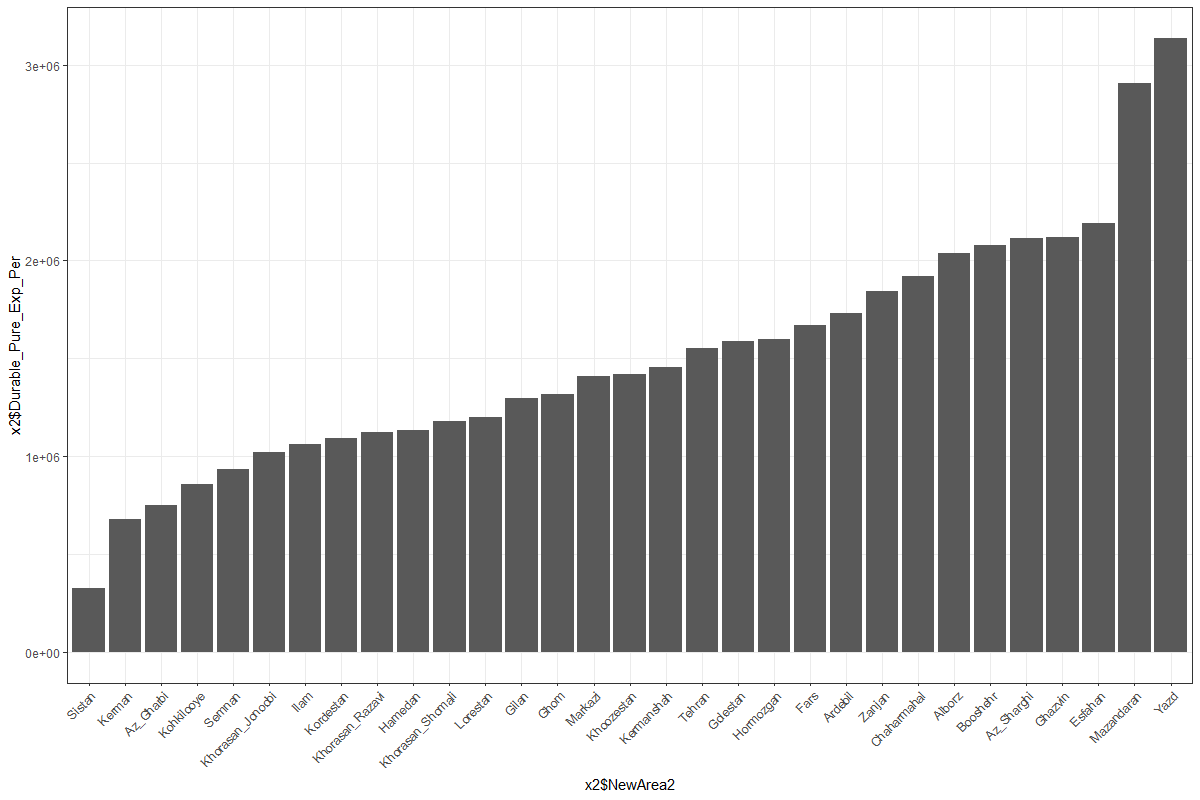 3e+06
2e+06
1e+06
0e+00
x2$Durable_Pure_Exp_Per
Sistan
Kerman
Az_Gharbi
Kohkilooye
Semnan
Khorasan_Jonoobi
Ilam
Kordestan
Khorasan_Razavi
Hamedan
Khorasan_Shomali
Lorestan
Gilan
Ghom
Markazi
Khoozestan
Kermanshah
Tehran
Golestan
Hormozgan
Fars
Ardebil
Zanjan
Chaharmahal
Alborz
Booshehr
Az_Sharghi
Ghazvin
Esfahan
Mazandaran
Yazd
x2$NewArea2